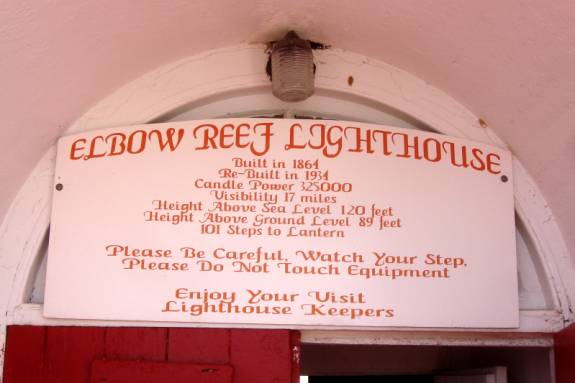 ELBOW REEF LIGHTHOUSE
Built in 1864
Re-Built in 1934
Candle Power 325000
Visibility 17 miles
Height Above Sea Level 120 feet
Height Above Ground Level 89 feet
101 Steps to Lantern
Please Be Careful, Watch Your Step.
Please Do Not Touch Equipment
Enjoy Your Visit
Lighthouse Keepers